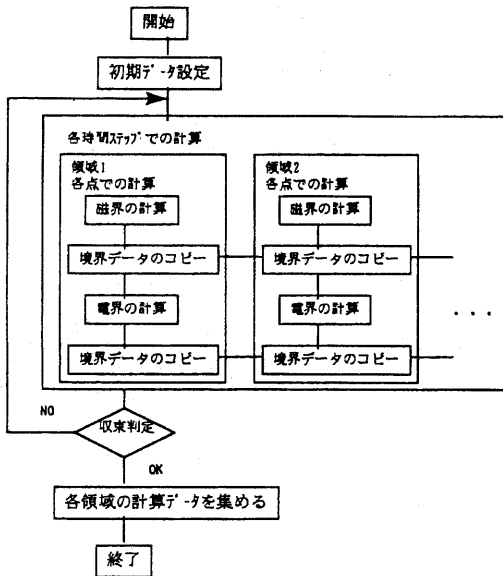 開始
初期データ設定
各時間ステップでの計算
領域1
各点での計算
磁界の計算
境界データのコピー
電界の計算
境界データのコピー
領域2
各点での計算
磁界の計算
境界データのコピー
電界の計算
境界データのコピー
・・・
NO
収束判定
OK
各領域の計算データを集める
終了